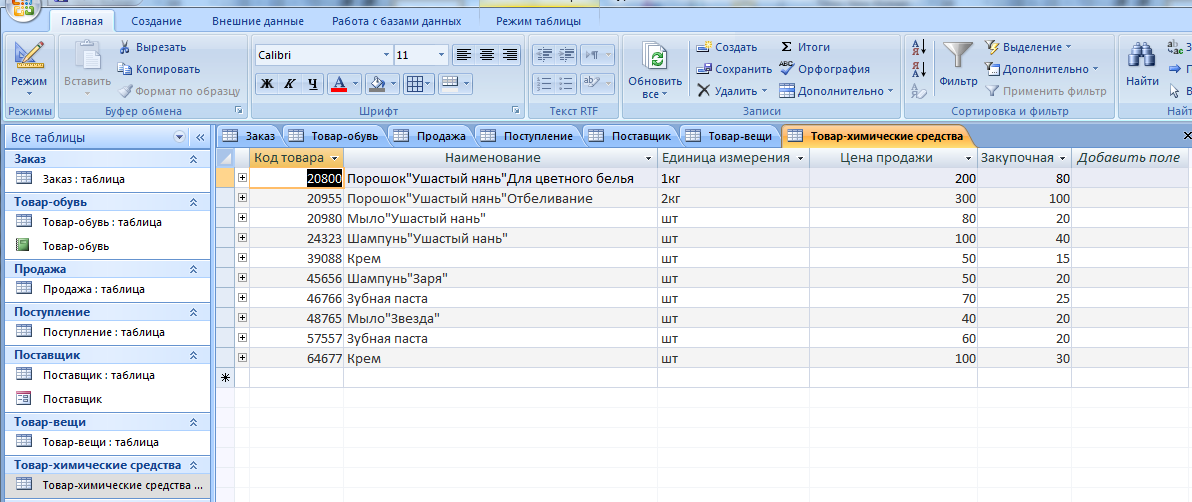 Главная Создание Внешние данные Работа с базами данных Режим таблицы
Режим
Режимы
Вставить
Вырезать
Копировать
Формат по образцу
Буфер обмена
Calibri 11
Ж К Ч
Шрифт
Текст RTF
Обновить
все
Создать
Сохранить
Удалить
Итоги
Орфография
Дополнительно
Записи
Фильтр
Выделение
Дополнительно
Применить фильтр
Сортировка и фильтр
Найти
Все таблицы
Заказ
Заказ : таблица
Товар-обувь
Товар-обувь : таблица
Товар-обувь
Продажа
Продажа : таблица
Поступление
Поступление : таблица
Поставщик
Поставщик : таблица
Поставщик
Товар-вещи
Товар-вещи : таблица
Товар-химические средства
Товар-химические средства ...
Заказ Товар-обувь Продажа Поступление Поставщик Товар-вещи Товар-химические средства
Код товара Наименование Единица измерения Цена продажи Закупочная Добавить поле
20800 Порошок"Ушастый нянь"Для цветного белья 1кг 200 80
20955 Порошок"Ушастый нянь"Отбеливание 2кг 300 100
20980 Мыло"Ушастый нань" шт 80 20
24323 Шампунь"Ушастый нань" шт 100 40
39088 Крем шт 50 15
45656 Шампунь"Заря" шт 50 20
46766 Зубная паста шт 70 25
48765 Мыло"Звезда" шт 40 20
57557 Зубная паста шт 60 20
64677 Крем шт 100 30